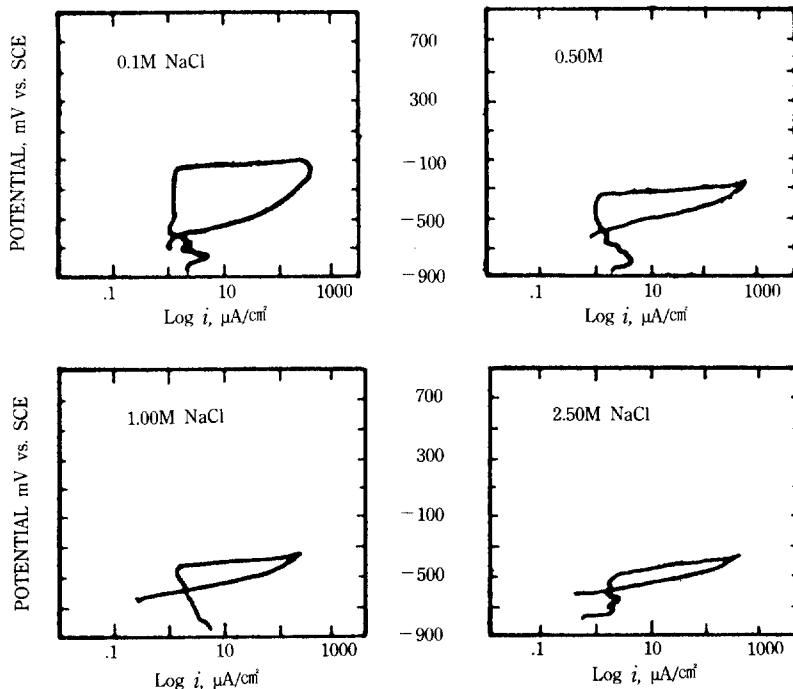 POTENTIAL, mV vs. SCE
0.1M NaCl
700
300
−100
−500
−900
0.50M
.1 10 1000
Log i, μA/cm²
.1 10 1000
Log i, μA/cm²
POTENTIAL mV vs. SCE
1.00M NaCl
700
300
−100
−500
−900
2.50M NaCl
.1 10 1000
Log i, μA/cm²
.1 10 1000
Log i, μA/cm²